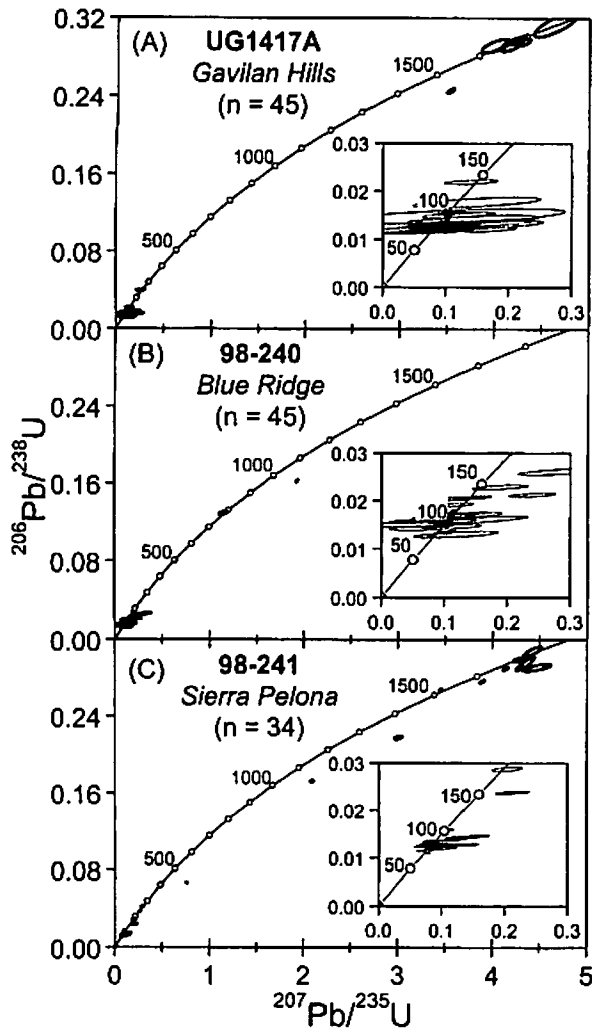 (A) UG1417A
Gavilan Hills
(n = 45)
0.32
0.24
0.16
0.08
0.00
500
1000
1500
0.03
0.02
0.01
0.00
0.0 0.1 0.2 0.3
50
100
150
(B) 98-240
Blue Ridge
(n = 45)
0.24
0.16
0.08
0.00
500
1000
1500
0.03
0.02
0.01
0.00
0.0 0.1 0.2 0.3
50
100
150
(C) 98-241
Sierra Pelona
(n = 34)
0.24
0.16
0.08
0.00
500
1000
1500
0.03
0.02
0.01
0.00
0.0 0.1 0.2 0.3
50
100
150
0 1 2 3 4 5
206Pb/238U
207Pb/235U